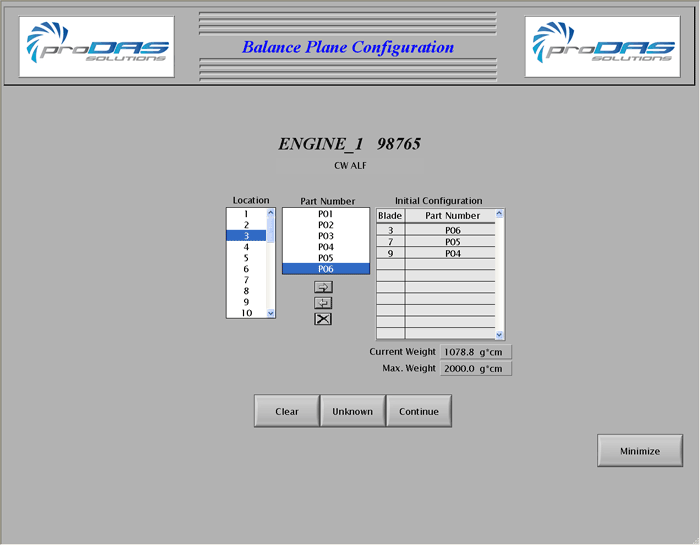 proDAS
SOLUTIONS
Balance Plane Configuration
proDAS
SOLUTIONS
ENGINE_1 98765
CW ALF
Location
1
2
3
4
5
6
7
8
9
10
Part Number
P01
P02
P03
P04
P05
P06
Initial Configuration
Blade Part Number
3 P06
7 P05
9 P04
Current Weight 1078.8 g*cm
Max. Weight 2000.0 g*cm
Clear
Unknown
Continue
Minimize